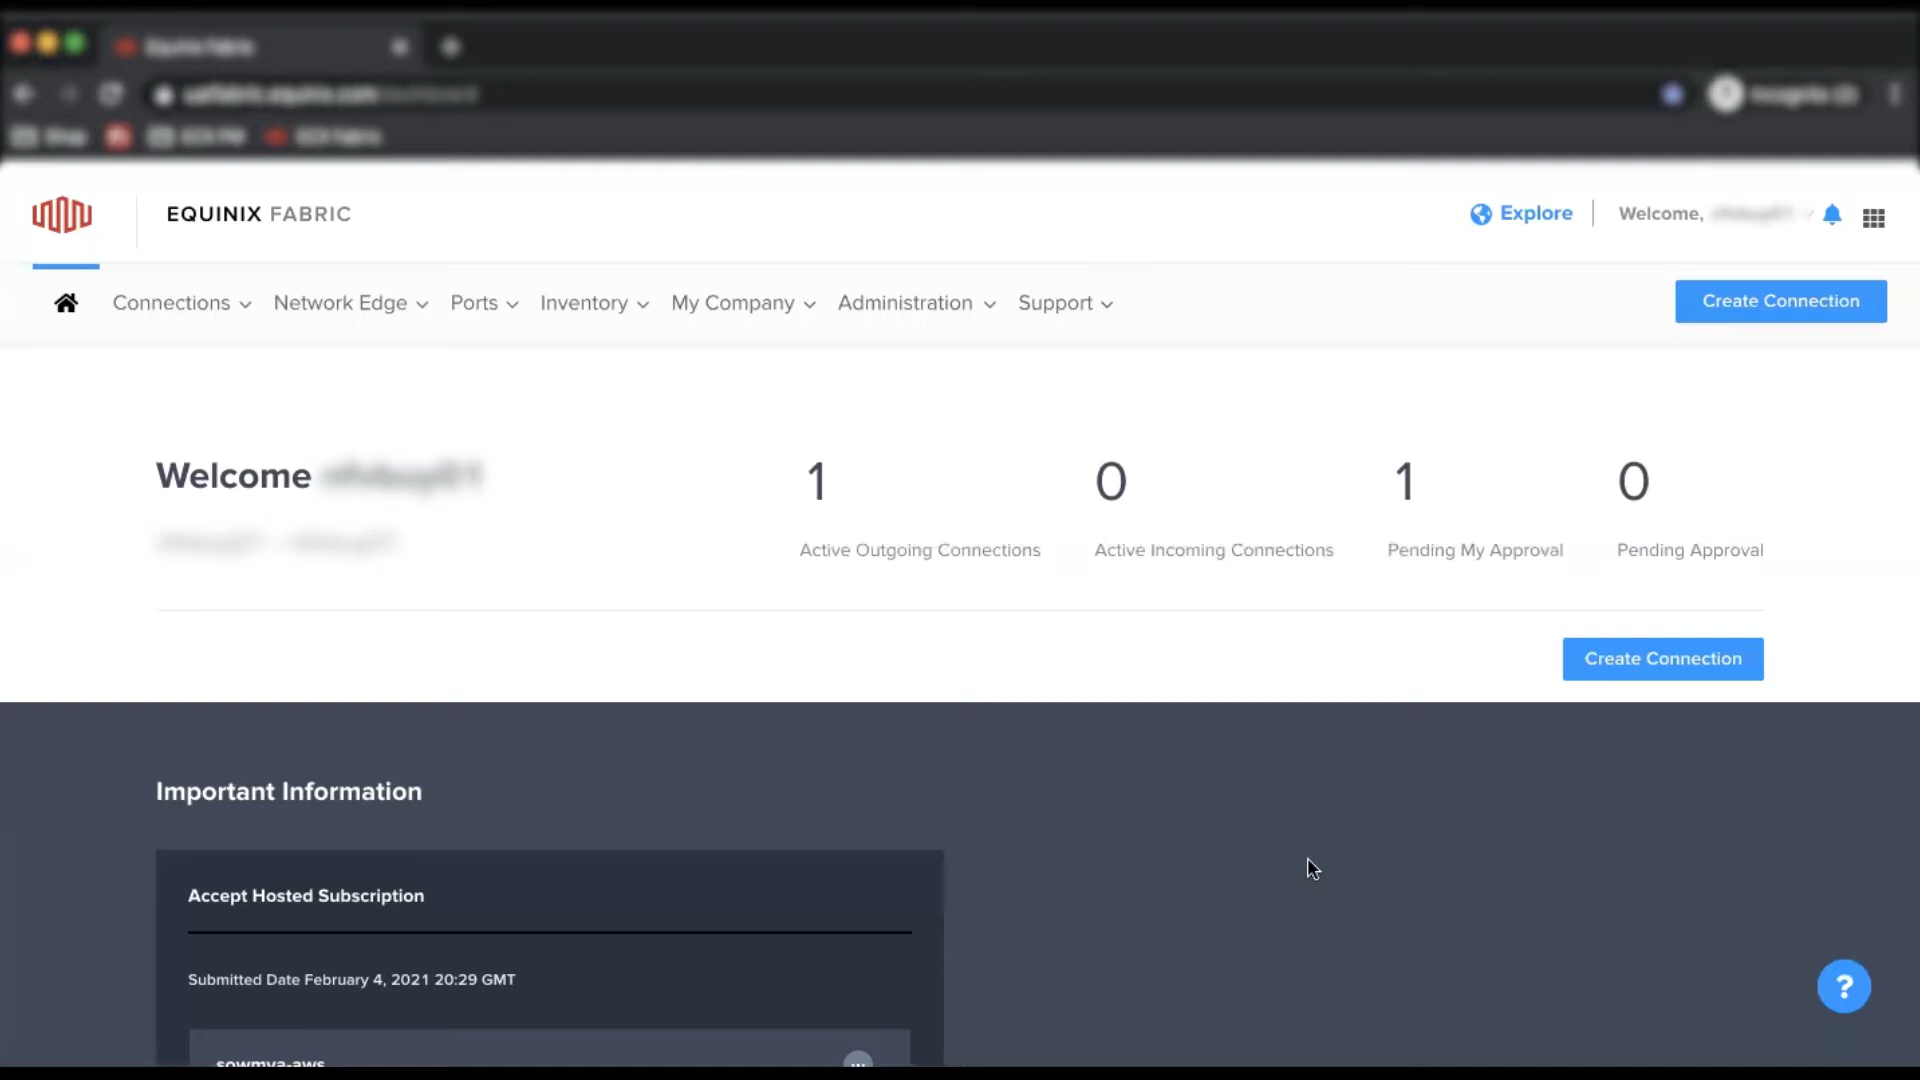 EQUINIX FABRIC
Explore
Welcome,
Connections
Network Edge
Ports
Inventory
My Company
Administration
Support
Create Connection
Welcome
1
0
1
0
Active Outgoing Connections
Active Incoming Connections
Pending My Approval
Pending Approval
Create Connection
Important Information
Accept Hosted Subscription
Submitted Date February 4, 2021 20:29 GMT
sowmya-aws
?